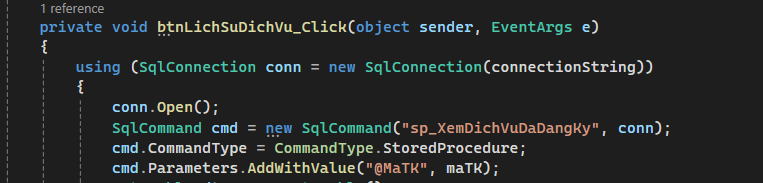 1 reference
private void btnLichSuDichVu_Click(object sender, EventArgs e)
{
using (SqlConnection conn = new SqlConnection(connectionString))
{
conn.Open();
SqlCommand cmd = new SqlCommand("sp_XemDichVuDaDangKy", conn);
cmd.CommandType = CommandType.StoredProcedure;
cmd.Parameters.AddWithValue("@MaTK", maTK);